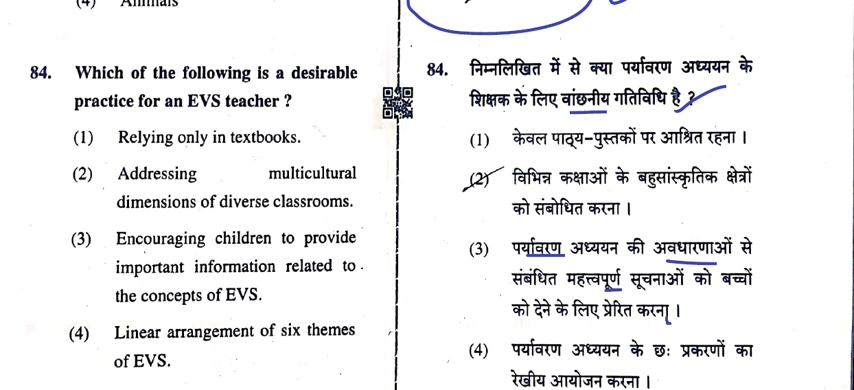 (4) Animals
84. Which of the following is a desirable
practice for an EVS teacher ?
(1) Relying only in textbooks.
(2) Addressing multicultural
dimensions of diverse classrooms.
(3) Encouraging children to provide
important information related to
the concepts of EVS.
(4) Linear arrangement of six themes
of EVS.
84. निम्नलिखित में से क्या पर्यावरण अध्ययन के
शिक्षक के लिए वांछनीय गतिविधि है ?
(1) केवल पाठ्य-पुस्तकों पर आश्रित रहना ।
(2) विभिन्न कक्षाओं के बहुसांस्कृतिक क्षेत्रों
को संबोधित करना ।
(3) पर्यावरण अध्ययन की अवधारणाओं से
संबंधित महत्त्वपूर्ण सूचनाओं को बच्चों
को देने के लिए प्रेरित करना ।
(4) पर्यावरण अध्ययन के छः प्रकरणों का
रेखीय आयोजन करना ।